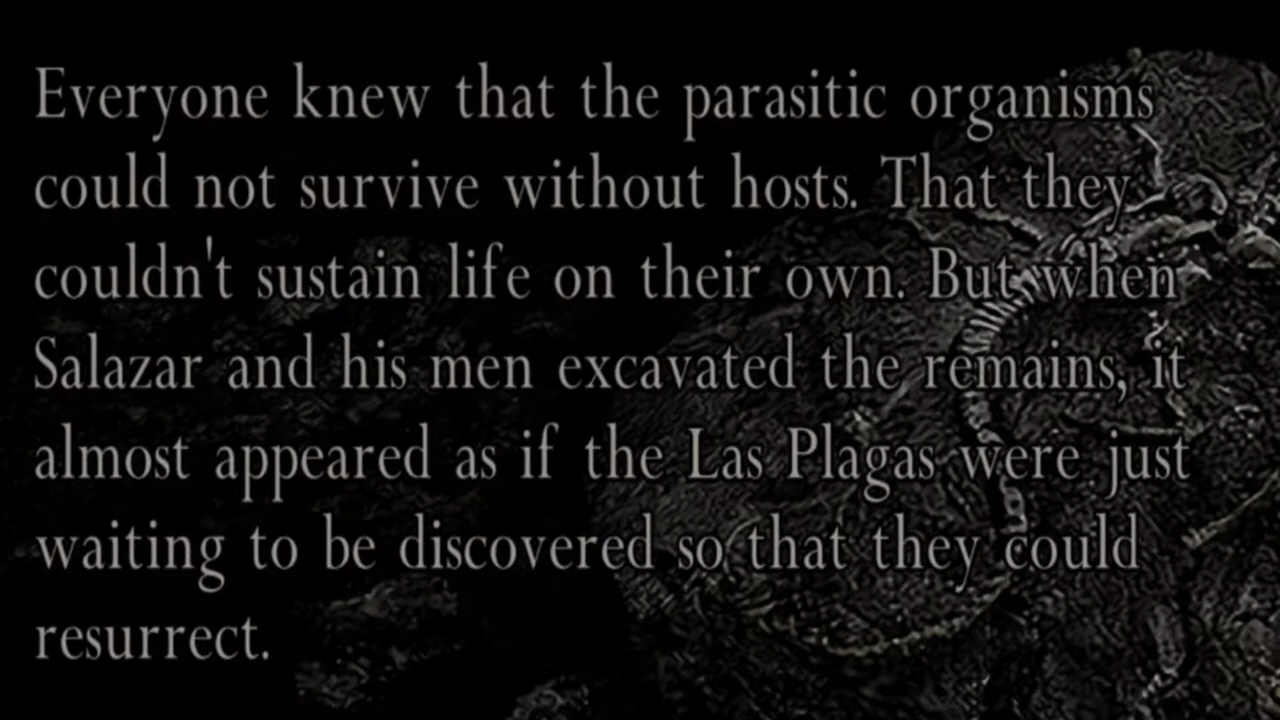 Everyone knew that the parasitic organisms
could not survive without hosts. That they
couldn't sustain life on their own. But when
Salazar and his men excavated the remains, it
almost appeared as if the Las Plagas were just
waiting to be discovered so that they could
resurrect.